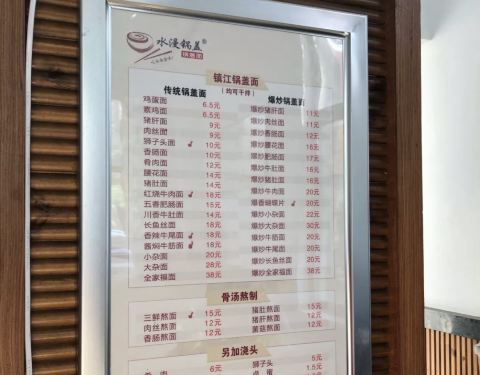 水漫锅盖®
锅盖面
镇江锅盖面
传统锅盖面 (均可干拌) 爆炒锅盖面
鸡蛋面 6.5元
素鸡面 6.5元 爆炒猪肝面 11元
猪肝面 9元 爆炒肉丝面 11元
肉丝面 9元 爆炒香肠面 12元
狮子头面 10元 爆炒腰花面 16元
香肠面 10元 爆炒肥肠面 17元
肴肉面 12元 爆炒牛肚面 16元
腰花面 14元 爆炒猪肚面 16元
猪肚面 14元 爆炒牛肉面 20元
红烧牛肉面 18元 爆香蝴蝶片 20元
五香肥肠面 15元 爆炒小杂面 22元
川香牛肚面 14元 爆炒大杂面 30元
长鱼丝面 18元 爆炒牛筋面 20元
香辣牛尾面 18元 爆炒牛尾面 20元
酱焖牛筋面 18元 爆炒长鱼丝面 20元
小杂面 20元 爆炒全家福面 38元
大杂面 28元
全家福面 38元
骨汤熬制
三鲜熬面 15元 猪肚熬面 15元
肉丝熬面 12元 猪肝熬面 12元
香肠熬面 12元 菌菇熬面 12元
另加浇头
肴肉 6元 狮子头 5元
1.5元